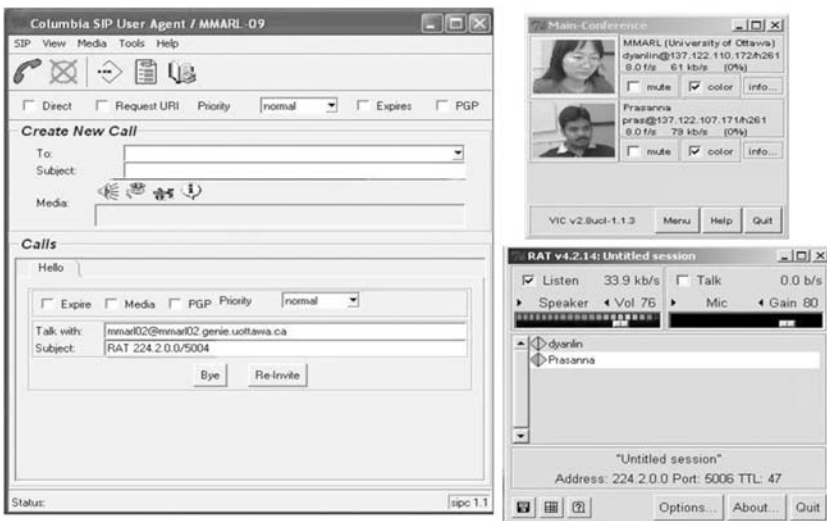 Columbia SIP User Agent / MMARL-09
SIP View Media Tools Help
Direct Request URI Priority normal Expires PGP
Create New Call
To:
Subject:
Media:
Calls
Hello
Expire Media PGP Priority normal
Talk with: mmarl02@mmarl02.genie.uottawa.ca
Subject: RAT 224.2.0.0/5004
Bye Re-Invite
Status: sipc 1.1
Main-Conference
MMARL (University of Ottawa)
dyanlin@137.122.110.172/h261
8.0 f/s 61 kb/s (0%)
mute color info...
Prasanna
pras@137.122.107.171/h261
8.0 f/s 79 kb/s (0%)
mute color info...
VIC v2.8ucl-1.1.3 Menu Help Quit
RAT v4.2.14: Untitled session
Listen 33.9 kb/s Talk 0.0 b/s
Speaker Vol 76 Mic Gain 80
dyanlin
Prasanna
"Untitled session"
Address: 224.2.0.0 Port: 5006 TTL: 47
Options... About... Quit